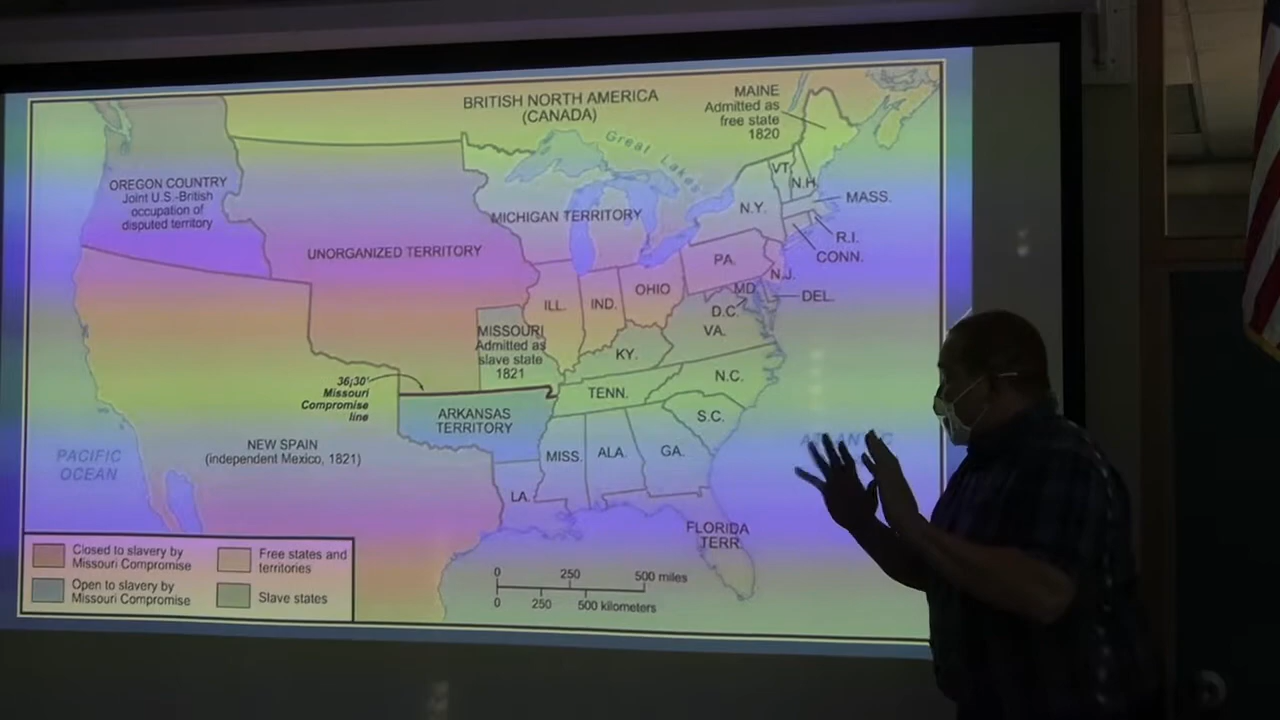 BRITISH NORTH AMERICA
(CANADA)
MAINE
Admitted as
free state
1820
Great Lakes
OREGON COUNTRY
Joint U.S.-British
occupation of
disputed territory
UNORGANIZED TERRITORY
MICHIGAN TERRITORY
VT.
N.H.
N.Y.
MASS.
R.I.
CONN.
PA.
N.J.
MD.
DEL.
D.C.
OHIO
IND.
ILL.
VA.
KY.
MISSOURI
Admitted as
slave state
1821
N.C.
TENN.
S.C.
36¡30'
Missouri
Compromise
line
ARKANSAS
TERRITORY
MISS.
ALA.
GA.
LA.
NEW SPAIN
(independent Mexico, 1821)
PACIFIC
OCEAN
ATLANTIC
FLORIDA
TERR.
Closed to slavery by
Missouri Compromise
Free states and
territories
Open to slavery by
Missouri Compromise
Slave states
0 250 500 miles
0 250 500 kilometers